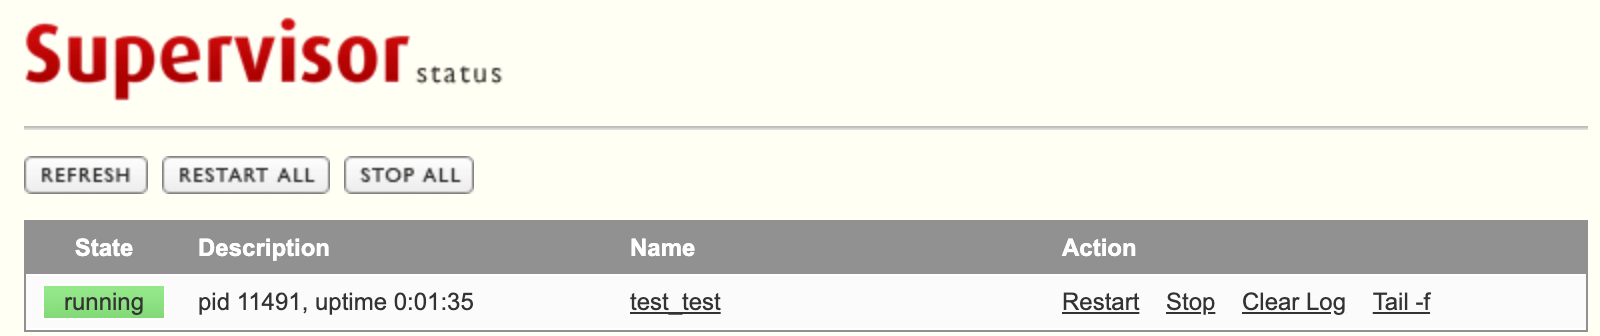 Supervisor status
REFRESH RESTART ALL STOP ALL
State Description Name Action
running pid 11491, uptime 0:01:35 test_test Restart Stop Clear Log Tail -f